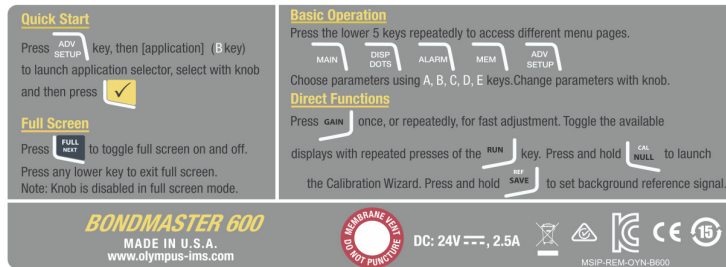 Quick Start
Press ADV SETUP key, then [application] (B key)
to launch application selector, select with knob
and then press ✓
Full Screen
Press FULL NEXT to toggle full screen on and off.
Press any lower key to exit full screen.
Note: Knob is disabled in full screen mode.
Basic Operation
Press the lower 5 keys repeatedly to access different menu pages.
MAIN DISP DOTS ALARM MEM ADV SETUP
Choose parameters using A, B, C, D, E keys.Change parameters with knob.
Direct Functions
Press GAIN once, or repeatedly, for fast adjustment. Toggle the available
displays with repeated presses of the RUN key. Press and hold CAL NULL to launch
the Calibration Wizard. Press and hold REF SAVE to set background reference signal.
BONDMASTER 600
MADE IN U.S.A.
www.olympus-ims.com
MEMBRANE VENT
DO NOT PUNCTURE
DC: 24V ⎓, 2.5A
CE
15
MSIP-REM-OYN-B600